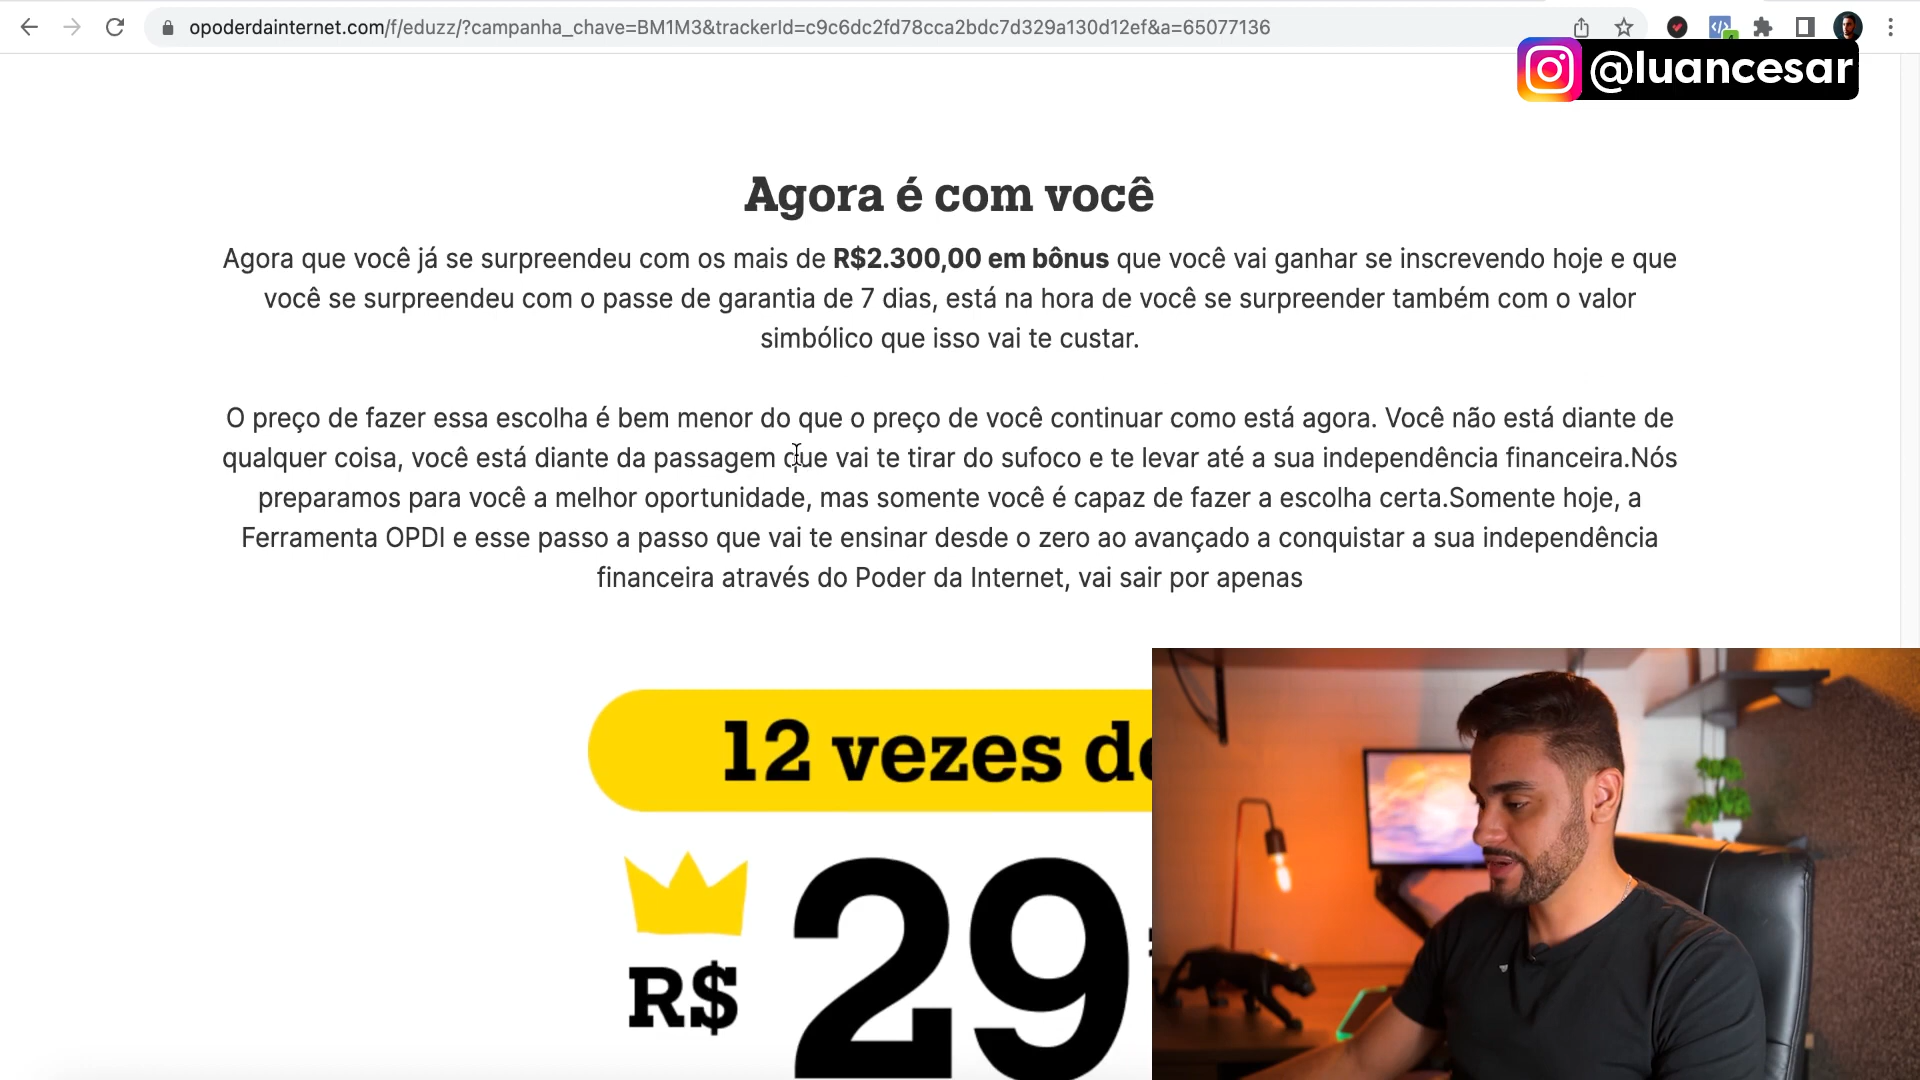 opoderdainternet.com/f/eduzz/?campanha_chave=BM1M3&trackerId=c9c6dc2fd78cca2bdc7d329a130d12ef&a=65077136
@luancesar
Agora é com você
Agora que você já se surpreendeu com os mais de R$2.300,00 em bônus que você vai ganhar se inscrevendo hoje e que
você se surpreendeu com o passe de garantia de 7 dias, está na hora de você se surpreender também com o valor
simbólico que isso vai te custar.
O preço de fazer essa escolha é bem menor do que o preço de você continuar como está agora. Você não está diante de
qualquer coisa, você está diante da passagem que vai te tirar do sufoco e te levar até a sua independência financeira.Nós
preparamos para você a melhor oportunidade, mas somente você é capaz de fazer a escolha certa.Somente hoje, a
Ferramenta OPDI e esse passo a passo que vai te ensinar desde o zero ao avançado a conquistar a sua independência
financeira através do Poder da Internet, vai sair por apenas
12 vezes de
R$ 29